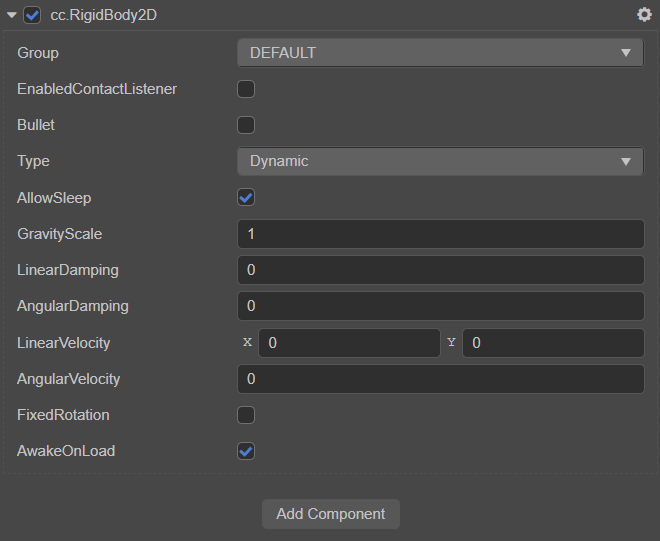 cc.RigidBody2D
Group DEFAULT
EnabledContactListener
Bullet
Type Dynamic
AllowSleep
GravityScale 1
LinearDamping 0
AngularDamping 0
LinearVelocity X 0 Y 0
AngularVelocity 0
FixedRotation
AwakeOnLoad
Add Component